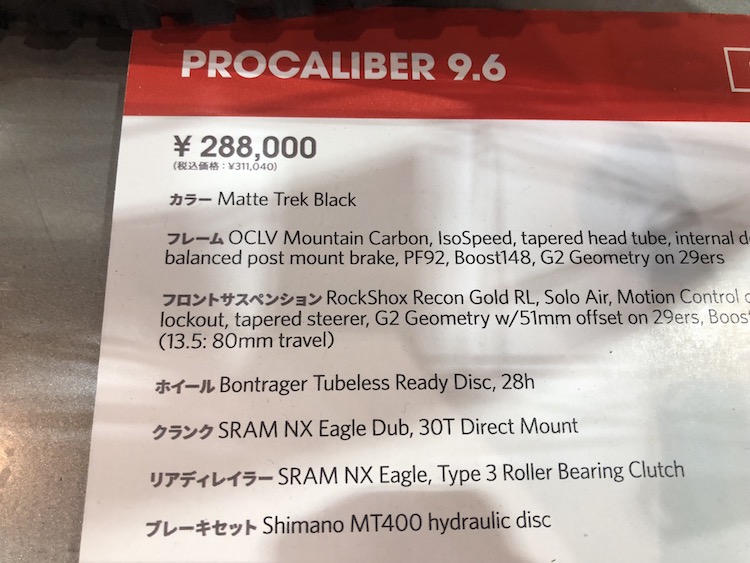 PROCALIBER 9.6
¥ 288,000
(税込価格：¥311,040)
カラー Matte Trek Black
フレーム OCLV Mountain Carbon, IsoSpeed, tapered head tube, internal
balanced post mount brake, PF92, Boost148, G2 Geometry on 29ers
フロントサスペンション RockShox Recon Gold RL, Solo Air, Motion Control
lockout, tapered steerer, G2 Geometry w/51mm offset on 29ers,
(13.5: 80mm travel)
ホイール Bontrager Tubeless Ready Disc, 28h
クランク SRAM NX Eagle Dub, 30T Direct Mount
リアディレイラー SRAM NX Eagle, Type 3 Roller Bearing Clutch
ブレーキセット Shimano MT400 hydraulic disc